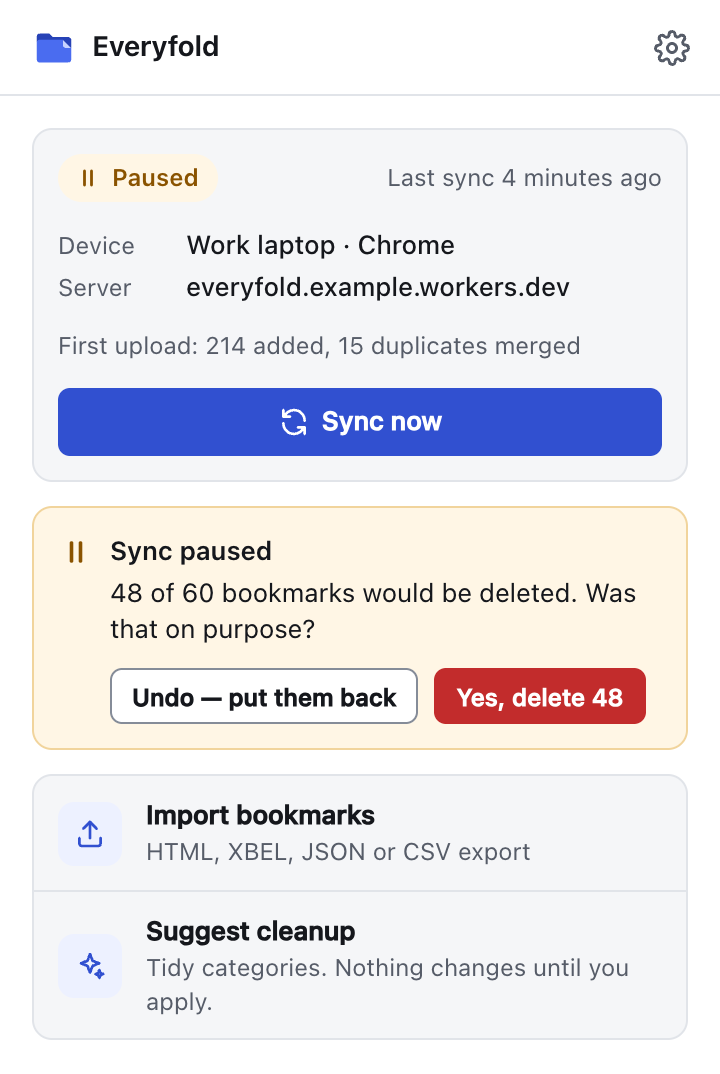 Everyfold
Paused
Last sync 4 minutes ago
Device Work laptop · Chrome
Server everyfold.example.workers.dev
First upload: 214 added, 15 duplicates merged
Sync now
Sync paused
48 of 60 bookmarks would be deleted. Was
that on purpose?
Undo — put them back
Yes, delete 48
Import bookmarks
HTML, XBEL, JSON or CSV export
Suggest cleanup
Tidy categories. Nothing changes until you
apply.